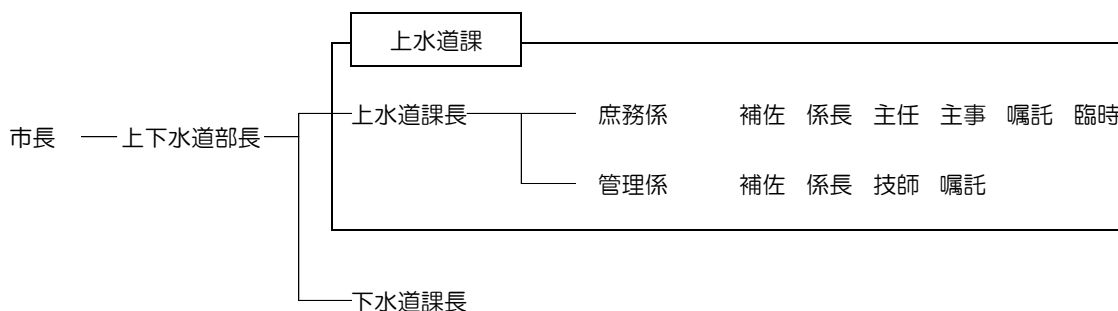 上水道課
上水道課長 庶務係 補佐 係長 主任 主事 嘱託 臨時
市長 上下水道部長
管理係 補佐 係長 技師 嘱託
下水道課長